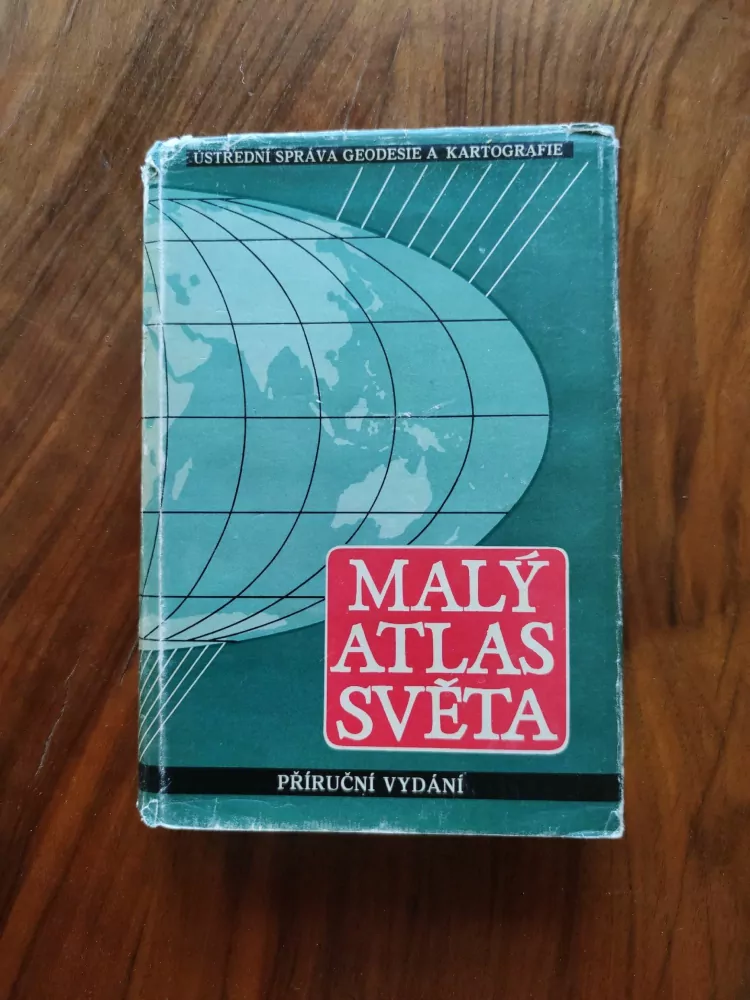 ÚSTŘEDNÍ SPRÁVA GEODESIE A KARTOGRAFIE
MALÝ
ATLAS
SVĚTA
PŘÍRUČNÍ VYDÁNÍ